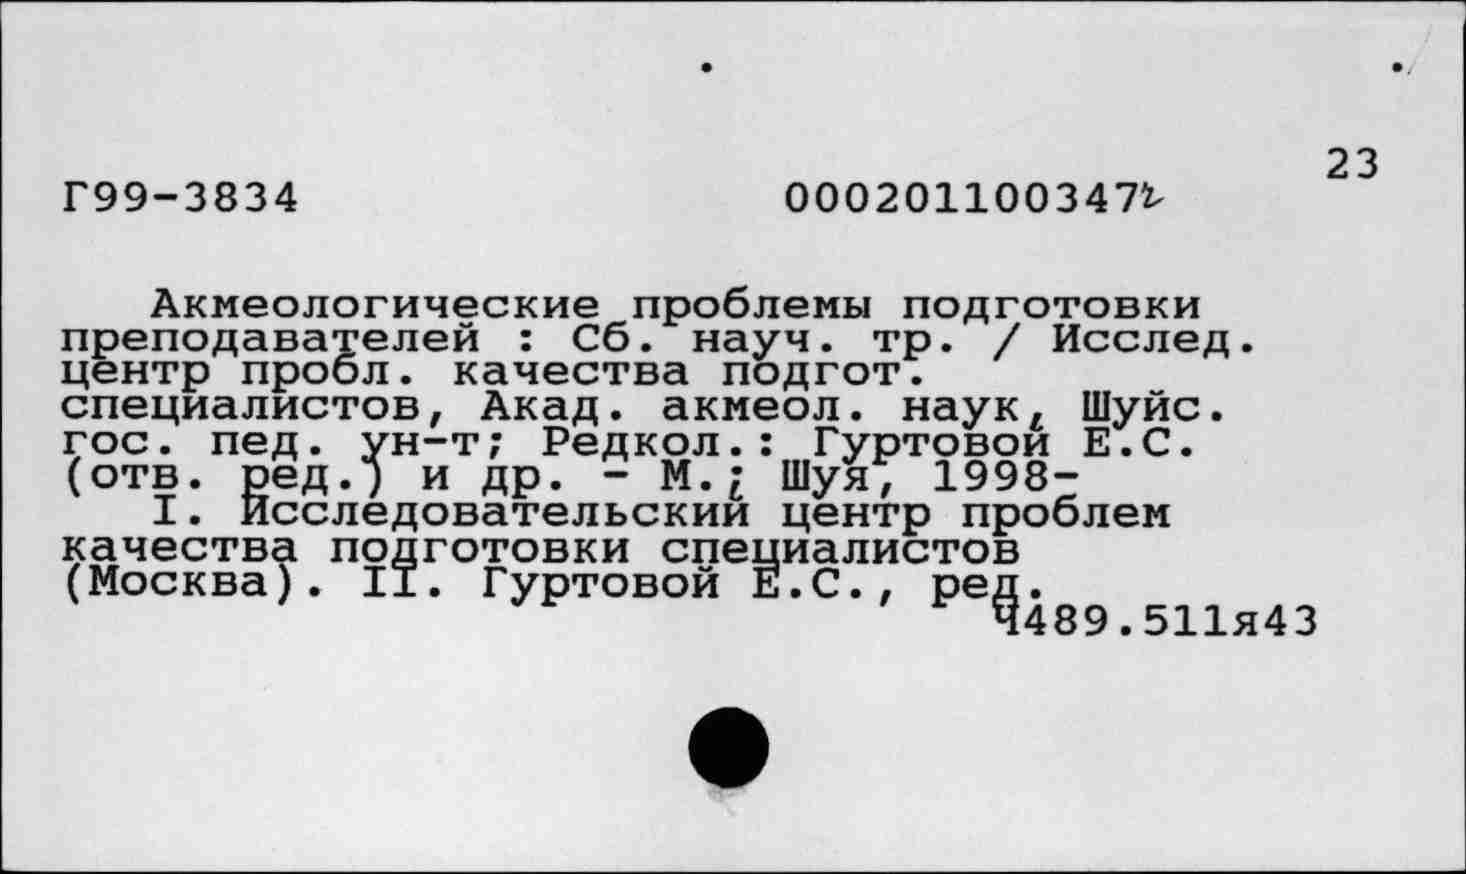 23
Г99-3834 000201100347
Акмеологические проблемы подготовки
преподавателей : Сб. науч. тр. / Исслед.
центр пробл. качества подгот.
специалистов, Акад. акмеол. наук, Шуйс.
гос. пед. ун-т; Редкол.: Гуртовой Е.С.
(отв. ред.) и др. - М.; Шуя, 1998-
I. Исследовательский центр проблем
качества подготовки специалистов
(Москва). II. Гуртовой Е.С., ред.
Ч489.511я43